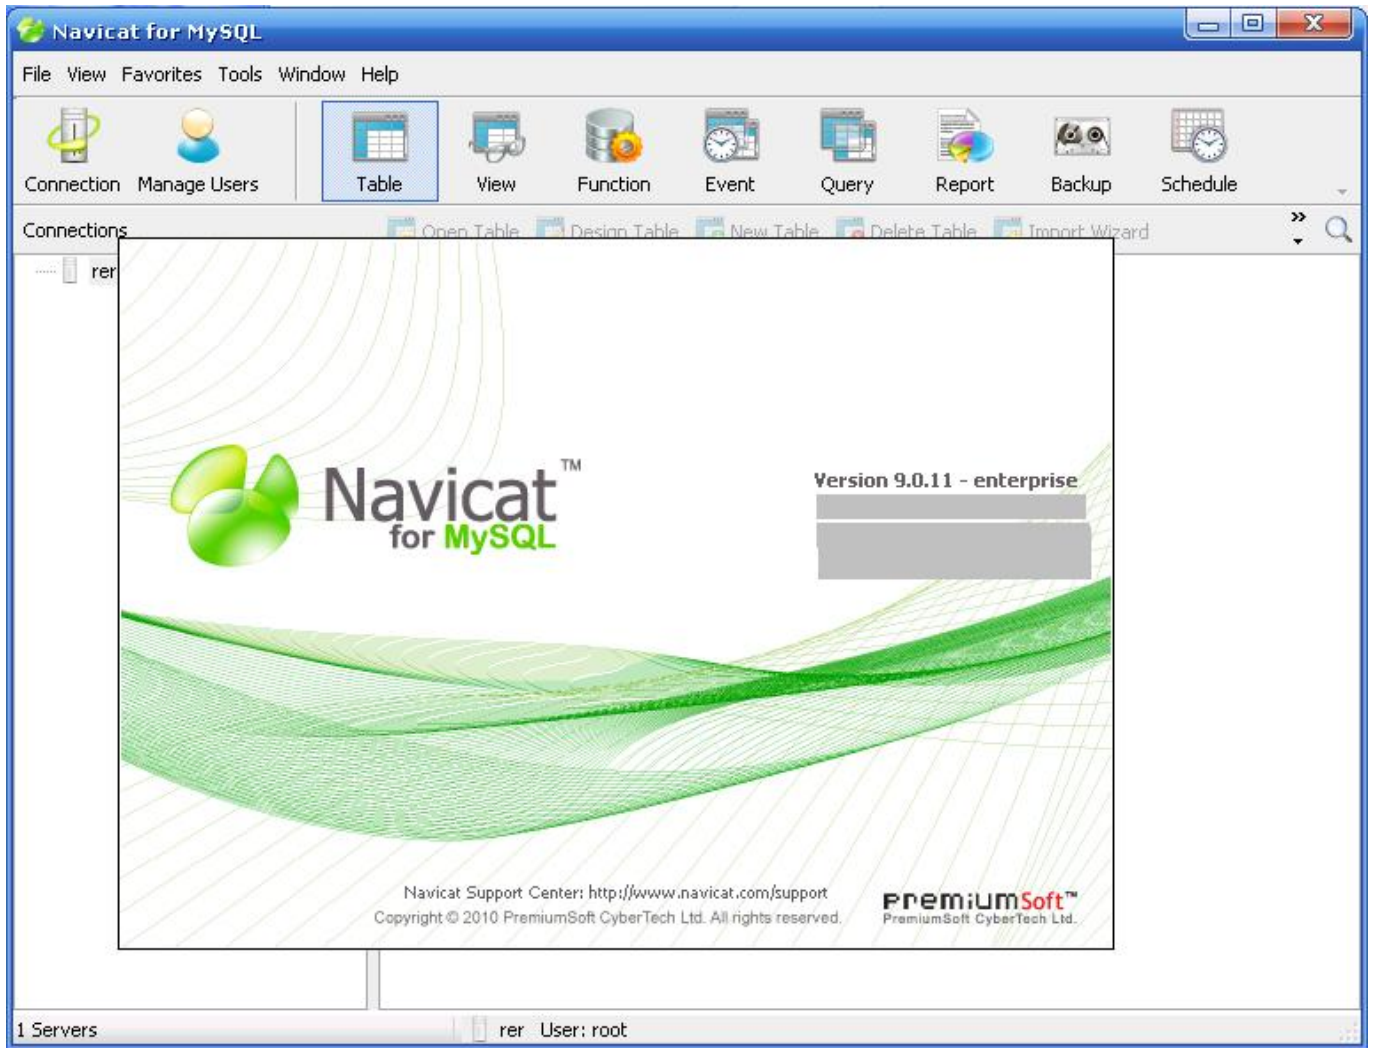 Navicat for MySQL
File View Favorites Tools Window Help
Connection Manage Users Table View Function Event Query Report Backup Schedule
Connections Open Table Design Table New Table Delete Table Import Wizard
rer
Navicat™
for MySQL
Version 9.0.11 - enterprise
Navicat Support Center: http://www.navicat.com/support
Copyright © 2010 PremiumSoft CyberTech Ltd. All rights reserved.
PremiumSoft™
PremiumSoft CyberTech Ltd.
1 Servers rer User: root